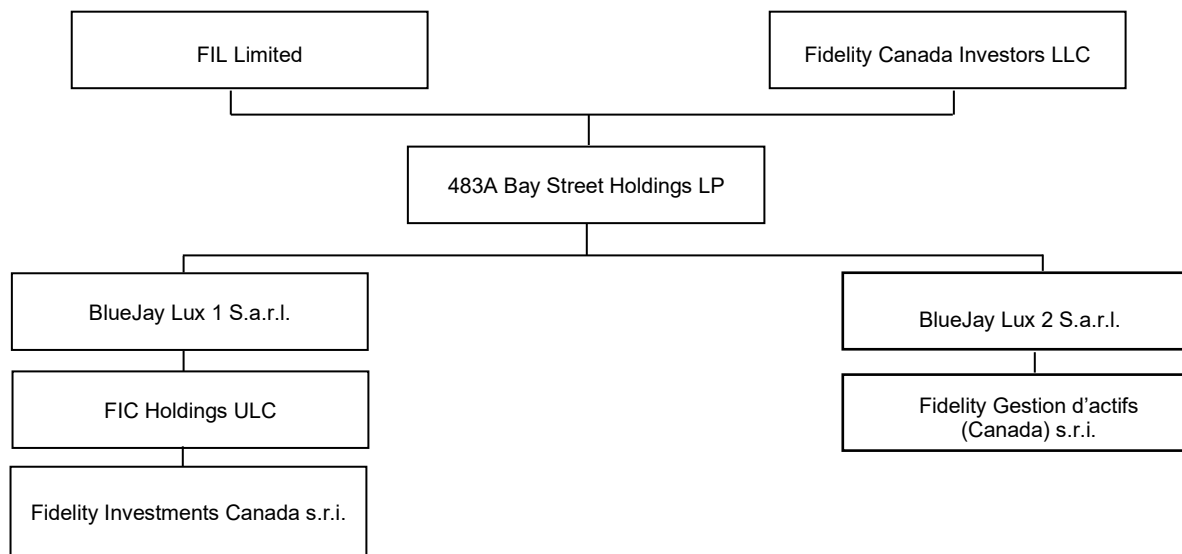 FIL Limited
Fidelity Canada Investors LLC
483A Bay Street Holdings LP
BlueJay Lux 1 S.a.r.l.
BlueJay Lux 2 S.a.r.l.
FIC Holdings ULC
Fidelity Gestion d’actifs
(Canada) s.r.i.
Fidelity Investments Canada s.r.i.